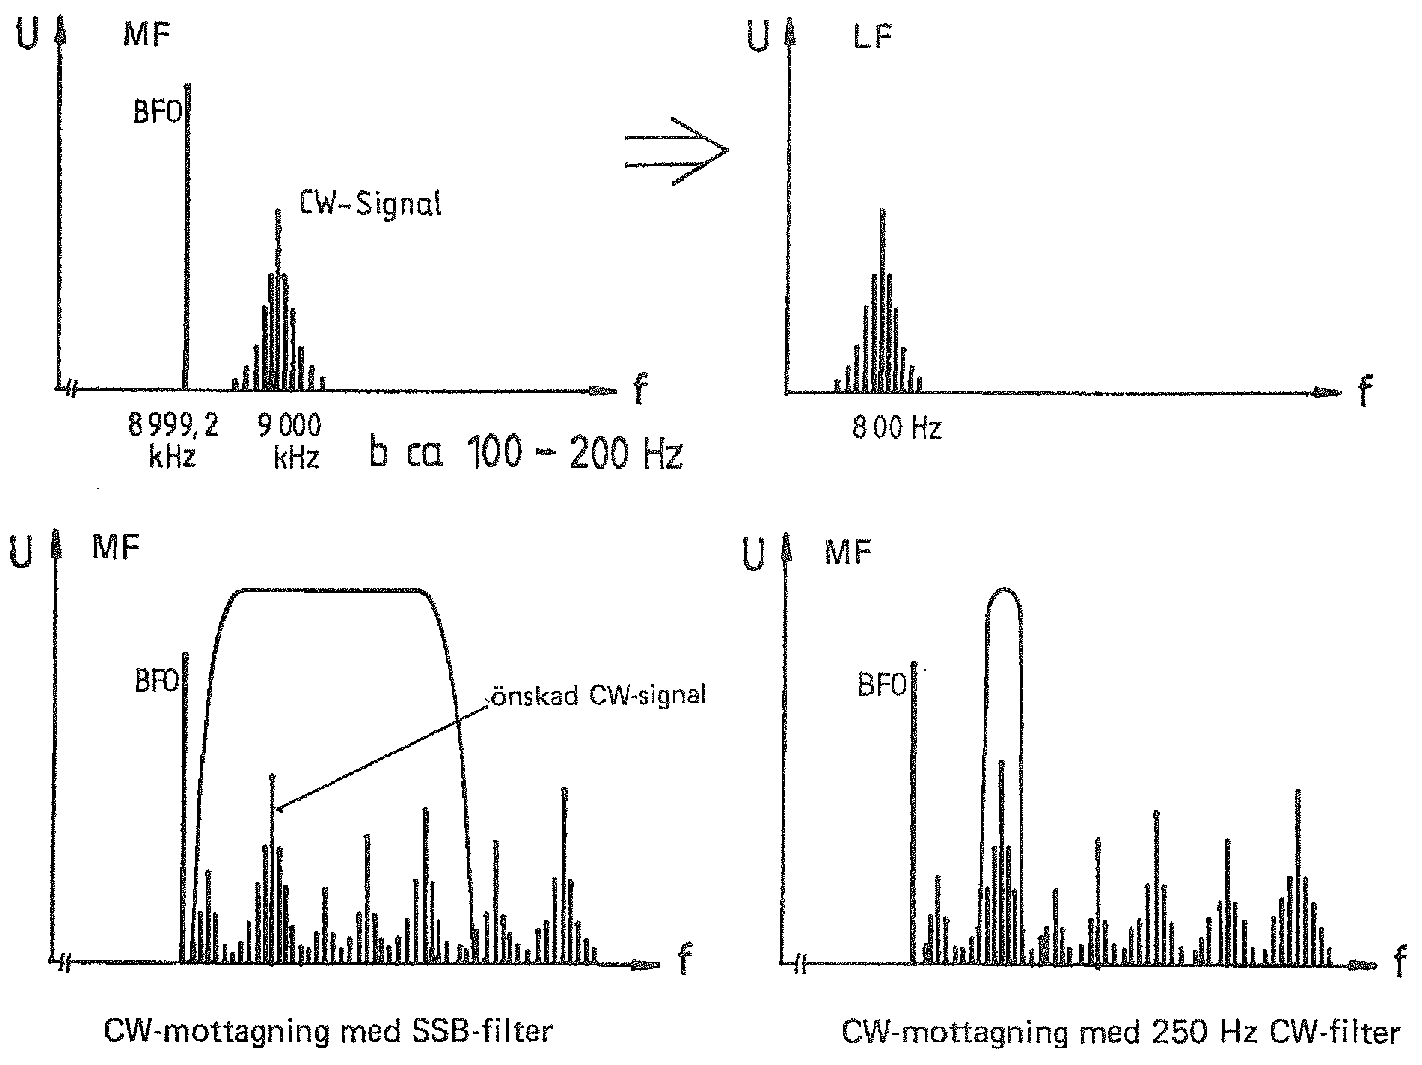 U MF
BFO
CW-Signal
f
8 999,2 kHz
9 000 kHz
b ca 100 – 200 Hz
U LF
f
800 Hz
U MF
BFO
önskad CW-signal
f
CW-mottagning med SSB-filter
U MF
BFO
f
CW-mottagning med 250 Hz CW-filter